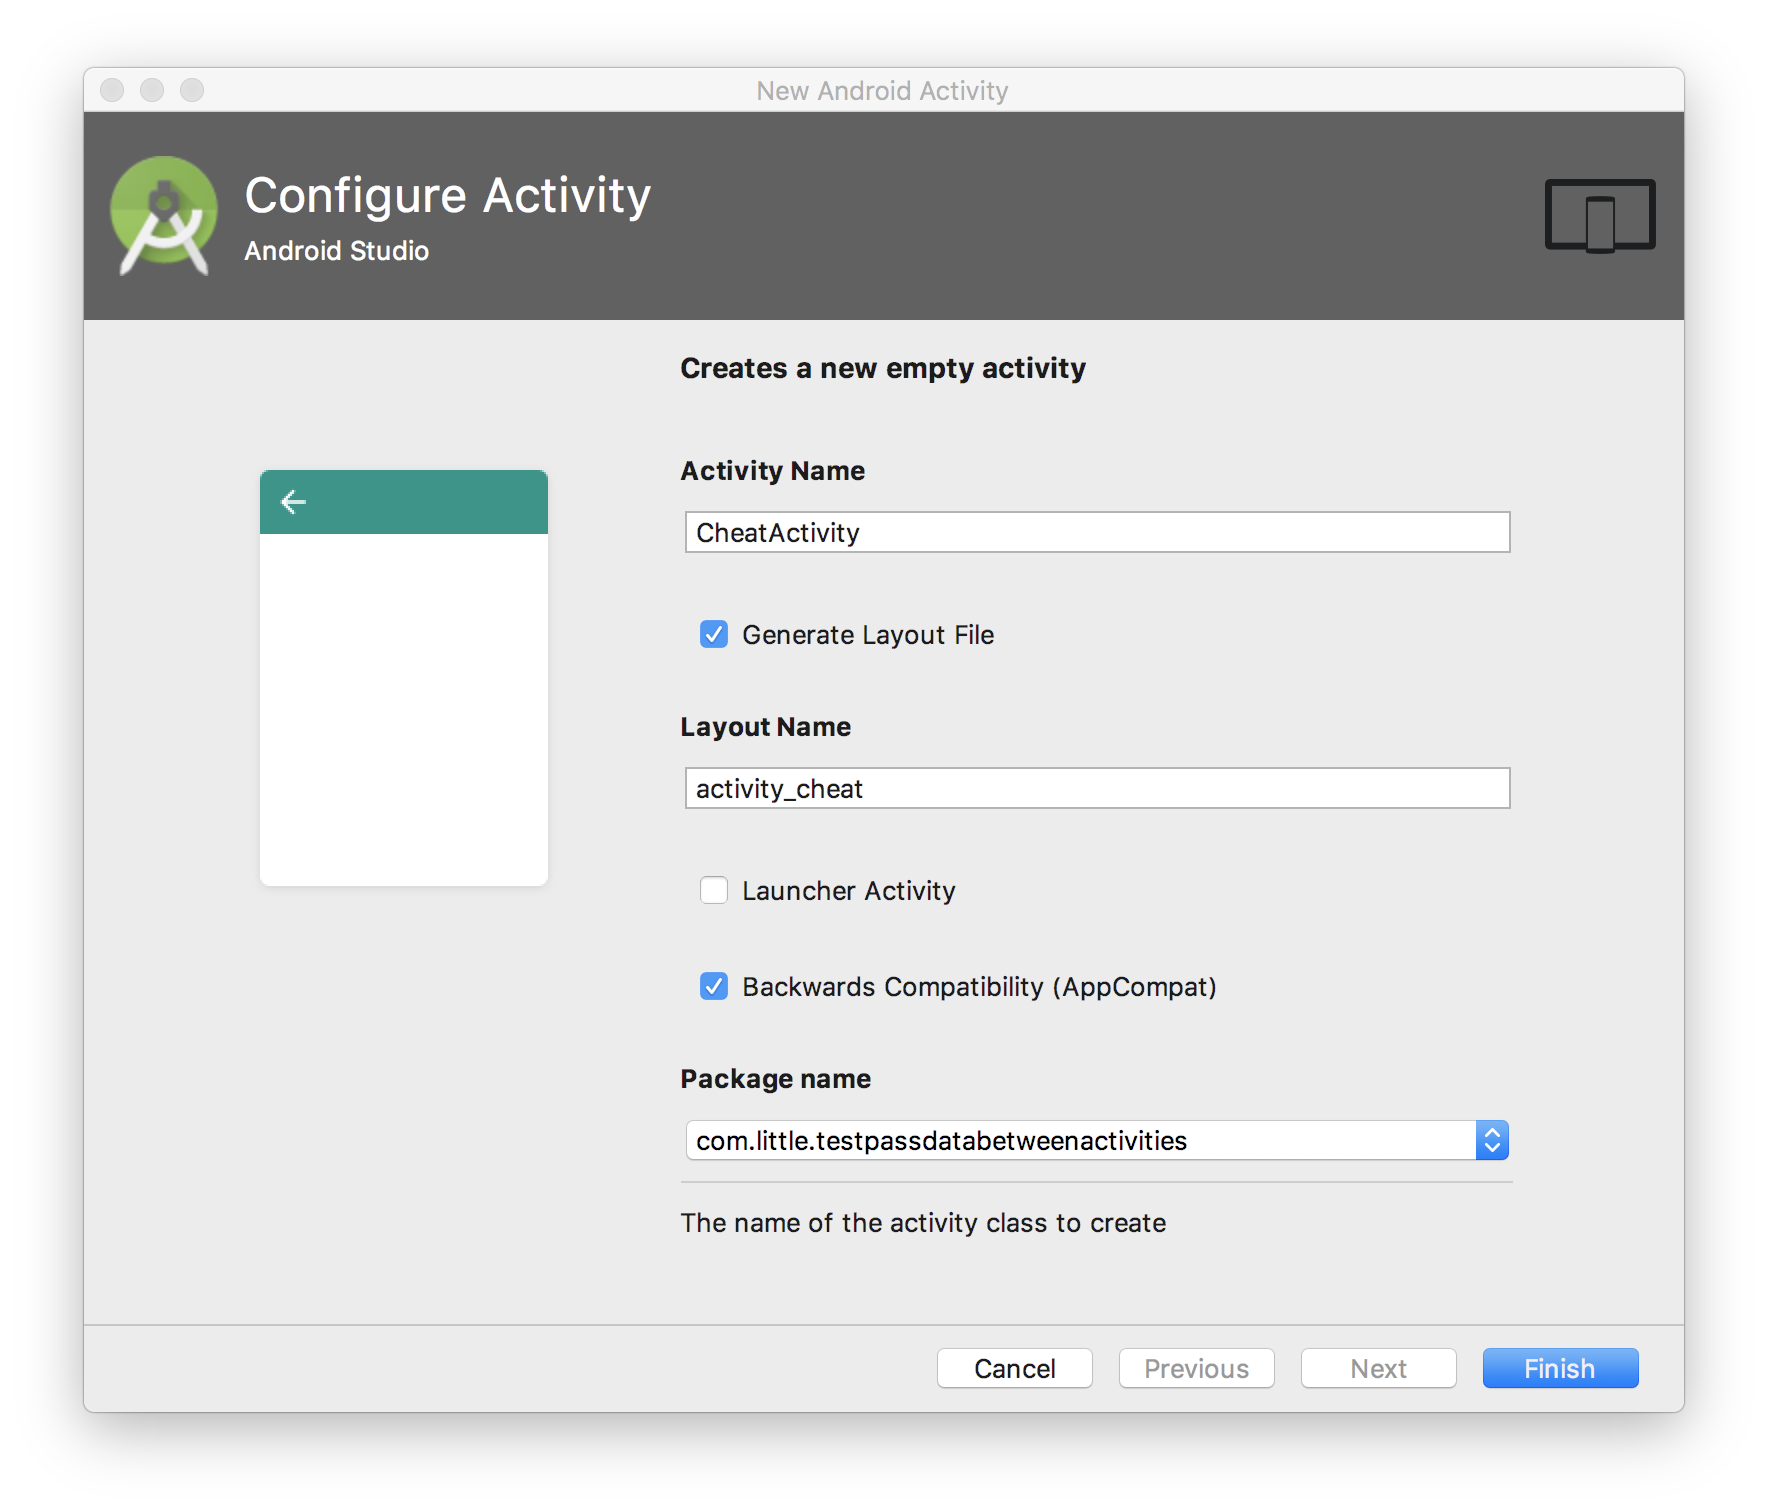 New Android Activity
Configure Activity
Android Studio
Creates a new empty activity
Activity Name
CheatActivity
Generate Layout File
Layout Name
activity_cheat
Launcher Activity
Backwards Compatibility (AppCompat)
Package name
com.little.testpassdatabetweenactivities
The name of the activity class to create
Cancel Previous Next Finish